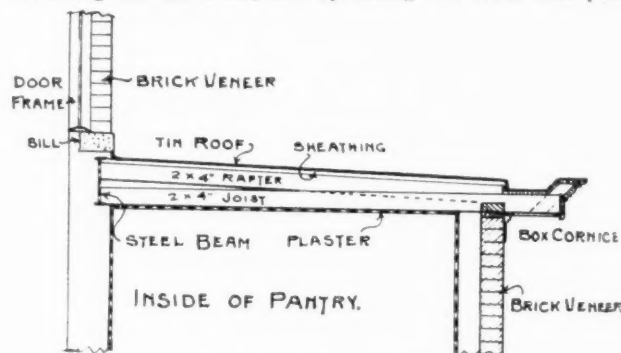 DOOR
FRAME
BRICK VENEER
BILL
TIN ROOF
SHEATHING
2 x 4" RAFTER
2 x 4" JOIST
STEEL BEAM
PLASTER
BOX CORNICE
INSIDE OF PANTRY.
BRICK VENEER